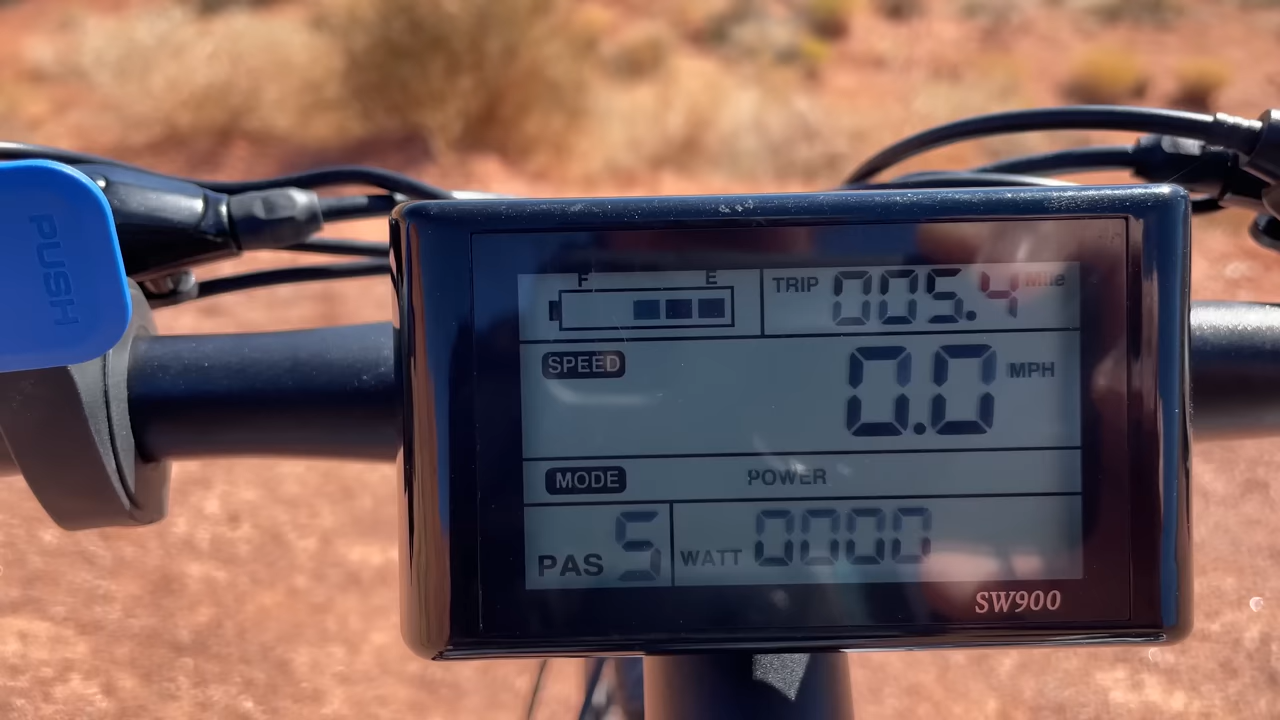 PUSH
F E
TRIP 005.4 Mile
SPEED 0.0 MPH
MODE POWER
PAS 5 WATT 0000
SW900